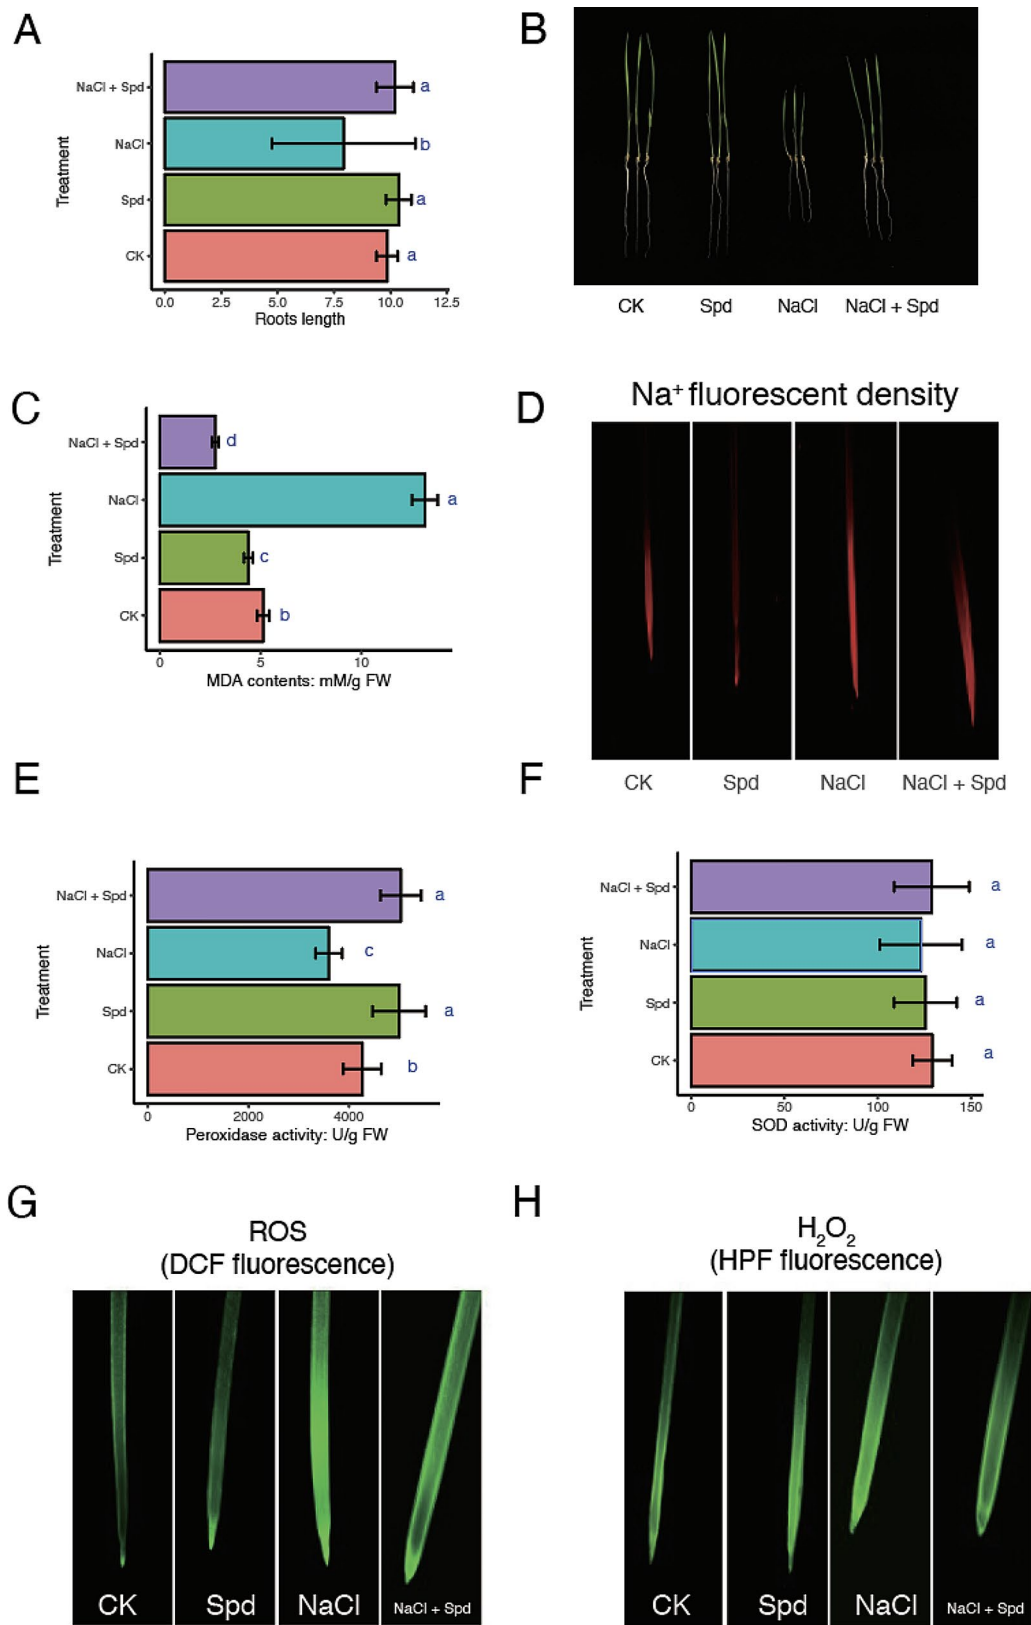 A
NaCl + Spd
a
NaCl
b
Spd
a
CK
a
Treatment
0.0 2.5 5.0 7.5 10.0 12.5
Roots length
B
CK Spd NaCl NaCl + Spd
C
NaCl + Spd
d
NaCl
a
Spd
c
CK
b
Treatment
0 5 10
MDA contents: mM/g FW
D
Na⁺ fluorescent density
CK Spd NaCl NaCl + Spd
E
NaCl + Spd
a
NaCl
c
Spd
a
CK
b
Treatment
0 2000 4000
Peroxidase activity: U/g FW
F
NaCl + Spd
a
NaCl
a
Spd
a
CK
a
Treatment
0 50 100 150
SOD activity: U/g FW
G
ROS
(DCF fluorescence)
CK Spd NaCl NaCl + Spd
H
H₂O₂
(HPF fluorescence)
CK Spd NaCl NaCl + Spd